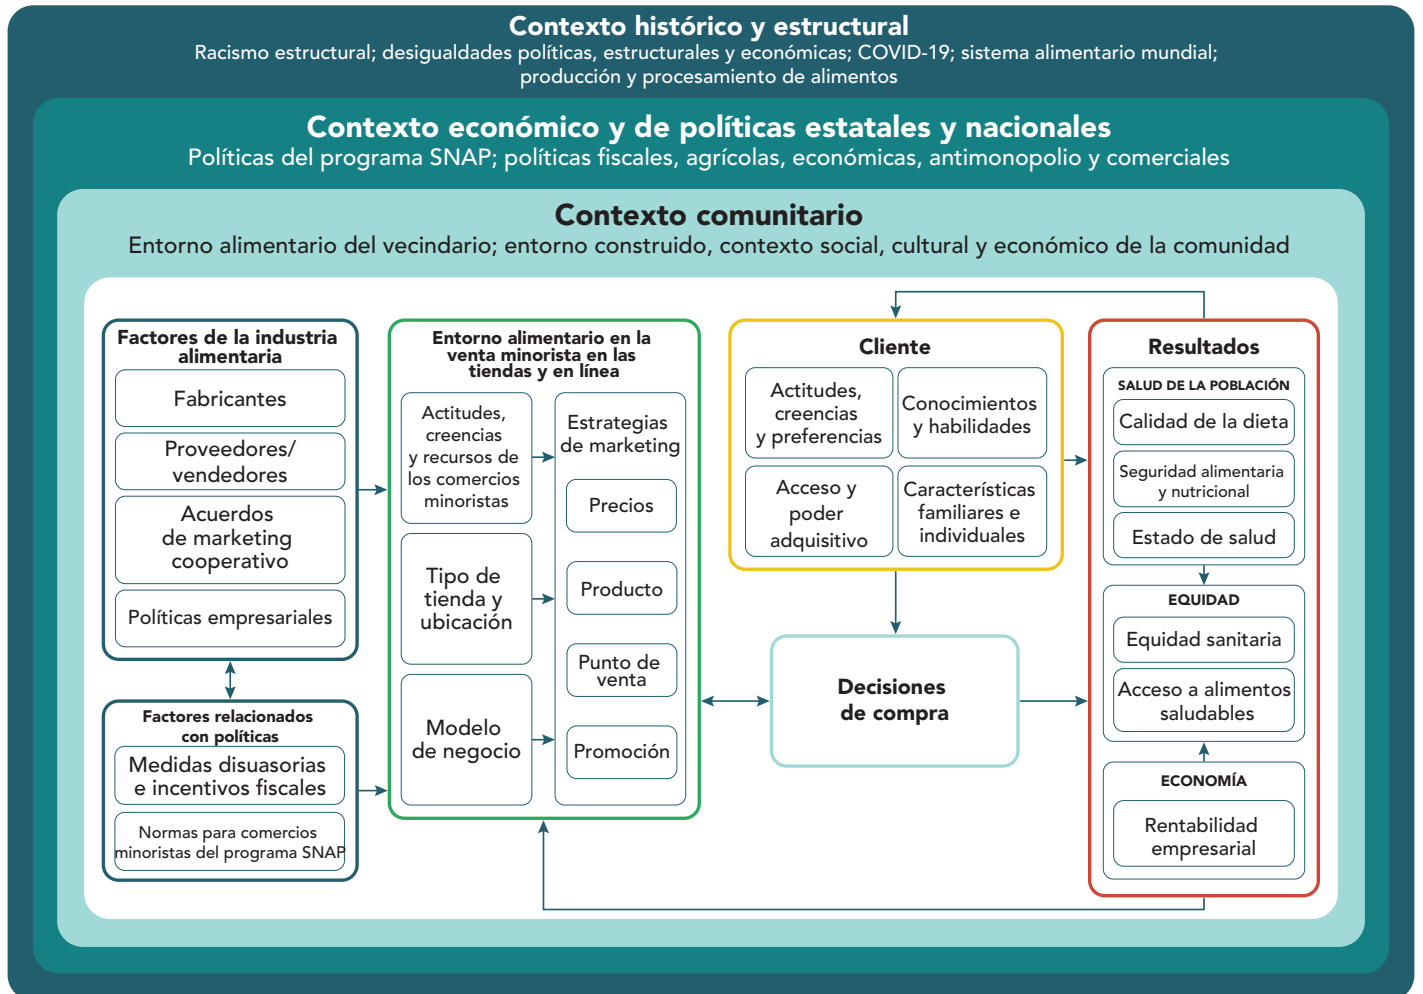 Contexto histórico y estructural
Racismo estructural; desigualdades políticas, estructurales y económicas; COVID-19; sistema alimentario mundial;
producción y procesamiento de alimentos
Contexto económico y de políticas estatales y nacionales
Políticas del programa SNAP; políticas fiscales, agrícolas, económicas, antimonopolio y comerciales
Contexto comunitario
Entorno alimentario del vecindario; entorno construido, contexto social, cultural y económico de la comunidad
Factores de la industria
alimentaria
Fabricantes
Proveedores/
vendedores
Acuerdos
de marketing
cooperativo
Políticas empresariales
Factores relacionados
con políticas
Medidas disuasorias
e incentivos fiscales
Normas para comercios
minoristas del programa SNAP
Entorno alimentario en la
venta minorista en las
tiendas y en línea
Actitudes,
creencias
y recursos de
los comercios
minoristas
Tipo de
tienda y
ubicación
Modelo
de negocio
Estrategias
de marketing
Precios
Producto
Punto de
venta
Promoción
Cliente
Actitudes,
creencias
y preferencias
Conocimientos
y habilidades
Acceso y
poder
adquisitivo
Características
familiares e
individuales
Decisiones
de compra
Resultados
SALUD DE LA POBLACIÓN
Calidad de la dieta
Seguridad alimentaria
y nutricional
Estado de salud
EQUIDAD
Equidad sanitaria
Acceso a alimentos
saludables
ECONOMÍA
Rentabilidad
empresarial